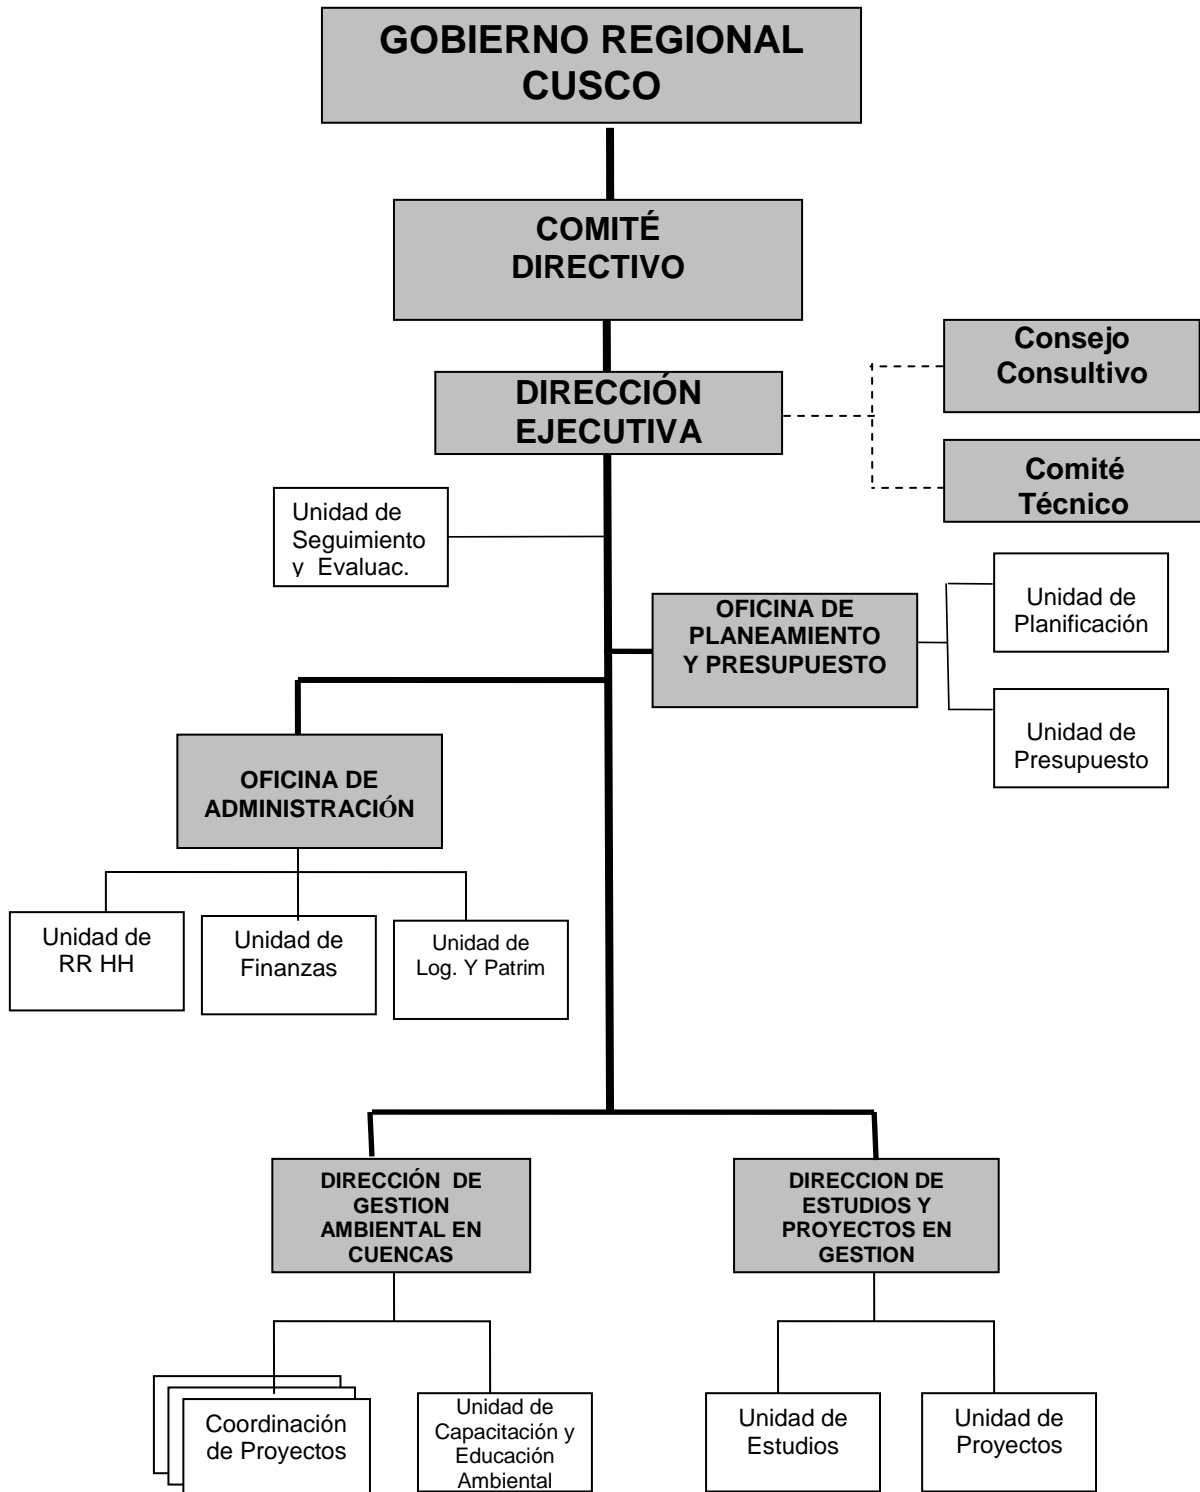 GOBIERNO REGIONAL
CUSCO
COMITÉ
DIRECTIVO
Consejo
Consultivo
DIRECCIÓN
EJECUTIVA
Comité
Técnico
Unidad de
Seguimiento
y Evaluac.
OFICINA DE
PLANEAMIENTO
Y PRESUPUESTO
Unidad de
Planificación
Unidad de
Presupuesto
OFICINA DE
ADMINISTRACIÓN
Unidad de
RR HH
Unidad de
Finanzas
Unidad de
Log. Y Patrim
DIRECCIÓN DE
GESTION
AMBIENTAL EN
CUENCAS
DIRECCION DE
ESTUDIOS Y
PROYECTOS EN
GESTION
Coordinación
de Proyectos
Unidad de
Capacitación y
Educación
Ambiental
Unidad de
Estudios
Unidad de
Proyectos